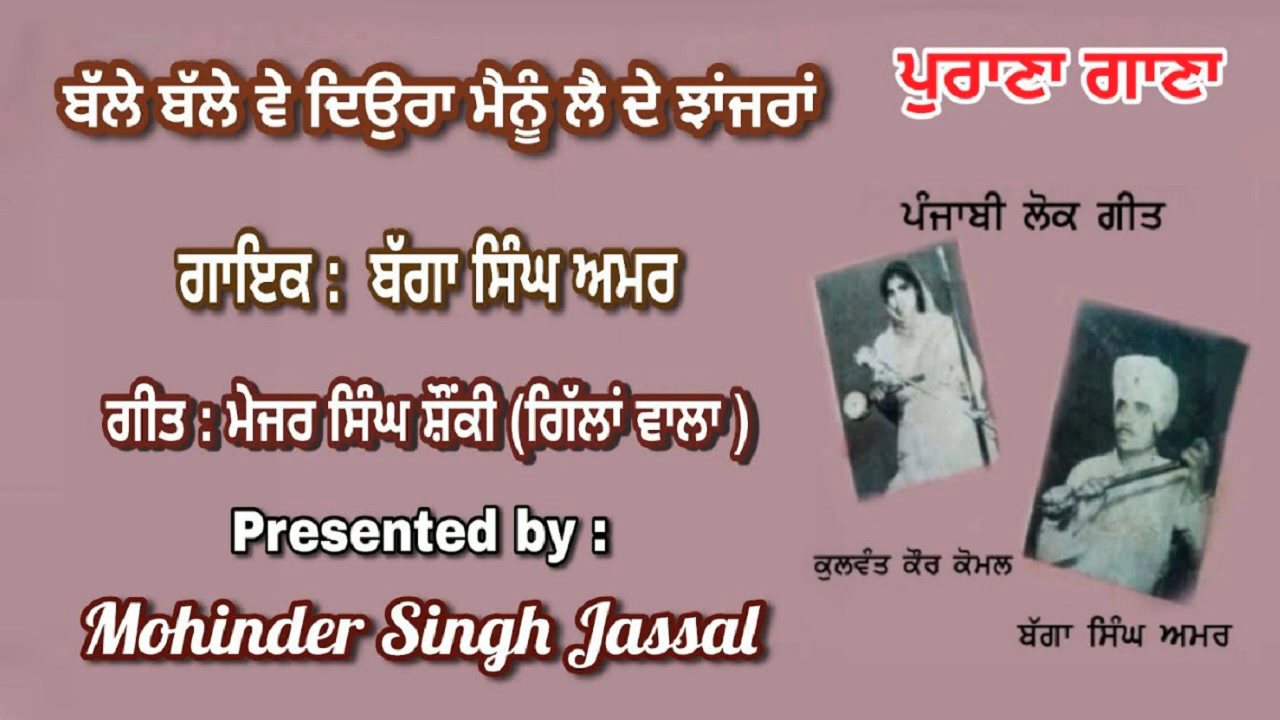 ਬੱਲੇ ਬੱਲੇ ਵੇ ਦਿਉਰਾ ਮੈਨੂੰ ਲੈ ਦੇ ਝਾਂਜਰਾਂ
ਪੁਰਾਣਾ ਗਾਣਾ
ਪੰਜਾਬੀ ਲੋਕ ਗੀਤ
ਗਾਇਕ : ਬੱਗਾ ਸਿੰਘ ਅਮਰ
ਗੀਤ : ਮੇਜਰ ਸਿੰਘ ਸ਼ੌਂਕੀ (ਗਿੱਲਾਂ ਵਾਲਾ )
Presented by :
Mohinder Singh Jassal
ਕੁਲਵੰਤ ਕੌਰ ਕੋਮਲ
ਬੱਗਾ ਸਿੰਘ ਅਮਰ